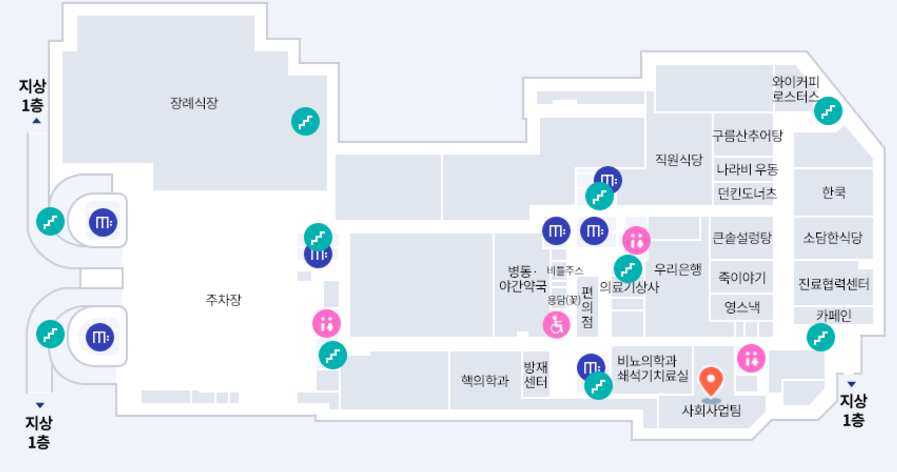 지상
1층
장례식장
와이커피
로스터스
구름산추어탕
직원식당
나라비 우동
던킨도너츠
한쿡
큰솥설렁탕
소담한식당
병동·
야간약국
비틀주스
우리은행
죽이야기
진료협력센터
의료기상사
용담(꽃)
편
의
점
영스낵
카페인
주차장
핵의학과
방재
센터
비뇨의학과
쇄석기치료실
사회사업팀
지상
1층
지상
1층